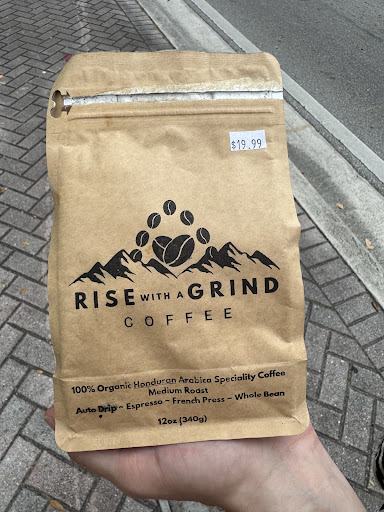 $19.99
RISE WITH A GRIND
COFFEE
100% Organic Honduran Arabica Speciality Coffee
Medium Roast
Auto Drip ~ Espresso ~ French Press ~ Whole Bean
12oz (340g)